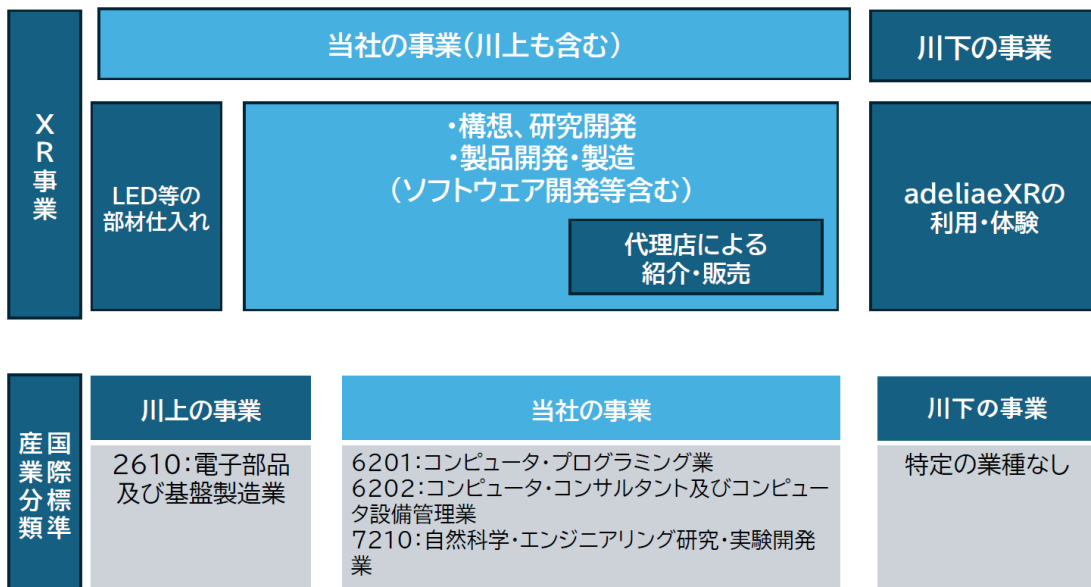 XR事業
当社の事業(川上も含む)
川下の事業
LED等の
部材仕入れ
・構想、研究開発
・製品開発・製造
(ソフトウェア開発等含む)
代理店による
紹介・販売
adeliaeXRの
利用・体験
国際標準
産業分類
川上の事業
当社の事業
川下の事業
2610:電子部品
及び基盤製造業
6201:コンピュータ・プログラミング業
6202:コンピュータ・コンサルタント及びコンピュー
タ設備管理業
7210:自然科学・エンジニアリング研究・実験開発
業
特定の業種なし